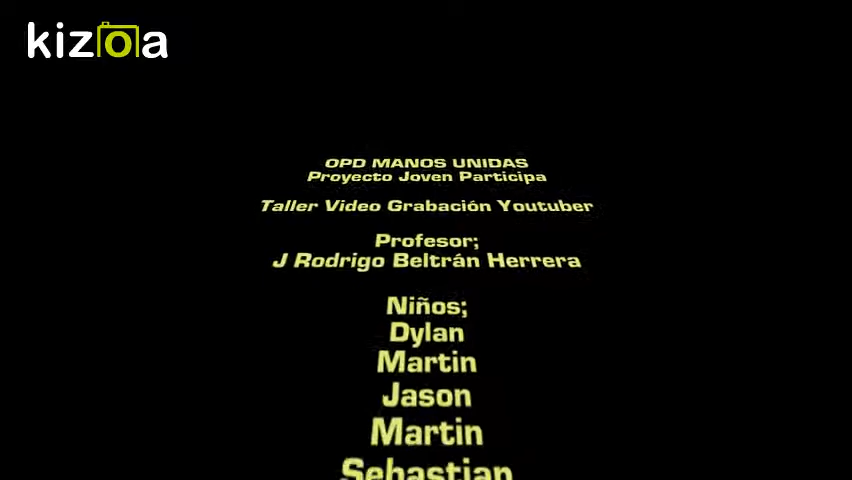 kizoa
OPD MANOS UNIDAS
Proyecto Joven Participa
Taller Video Grabación Youtuber
Profesor;
J Rodrigo Beltrán Herrera
Niños;
Dylan
Martin
Jason
Martin
Sebastian